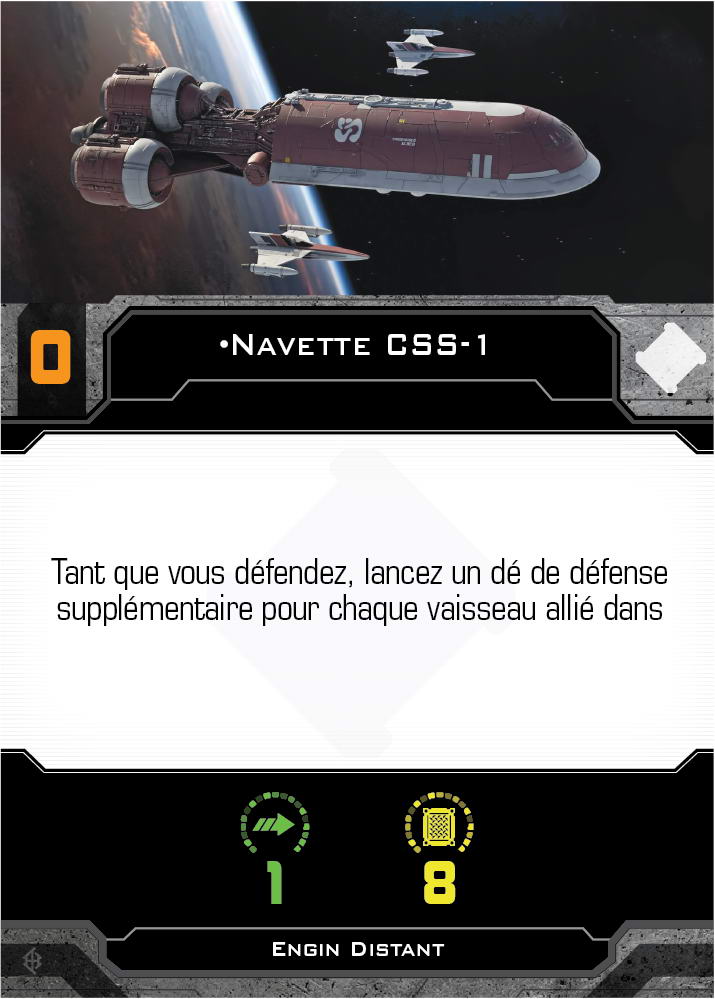 0
•Navette CSS-1
Tant que vous défendez, lancez un dé de défense
supplémentaire pour chaque vaisseau allié dans
1
8
Engin Distant